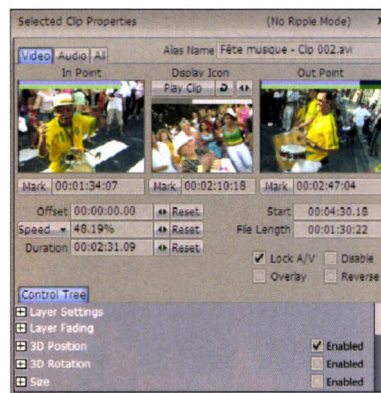 Selected Clip Properties (No Ripple Mode) X
Video Audio All Alias Name Fête musique - Clip 002.avi
In Point Display Icon Out Point
Play Clip
Mark 00:01:34:07 Mark 00:02:10:18 Mark 00:02:47:04
Offset 00:00:00.00 Reset Start 00:04:30.18
Speed 48.19% Reset File Length 00:01:30:22
Duration 00:02:31.09 Reset
Lock A/V Disable
Overlay Reverse
Control Tree
Layer Settings
Layer Fading
3D Position Enabled
3D Rotation Enabled
Size Enabled